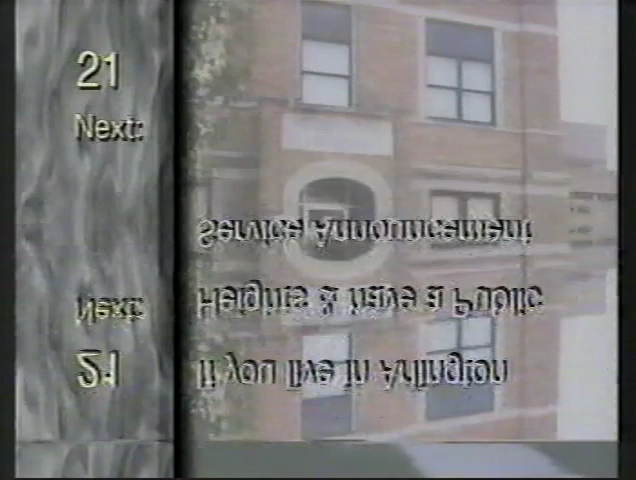 21
Next:
Service Announcement
Heights & have a Public
If you live in Arlington
Next:
21